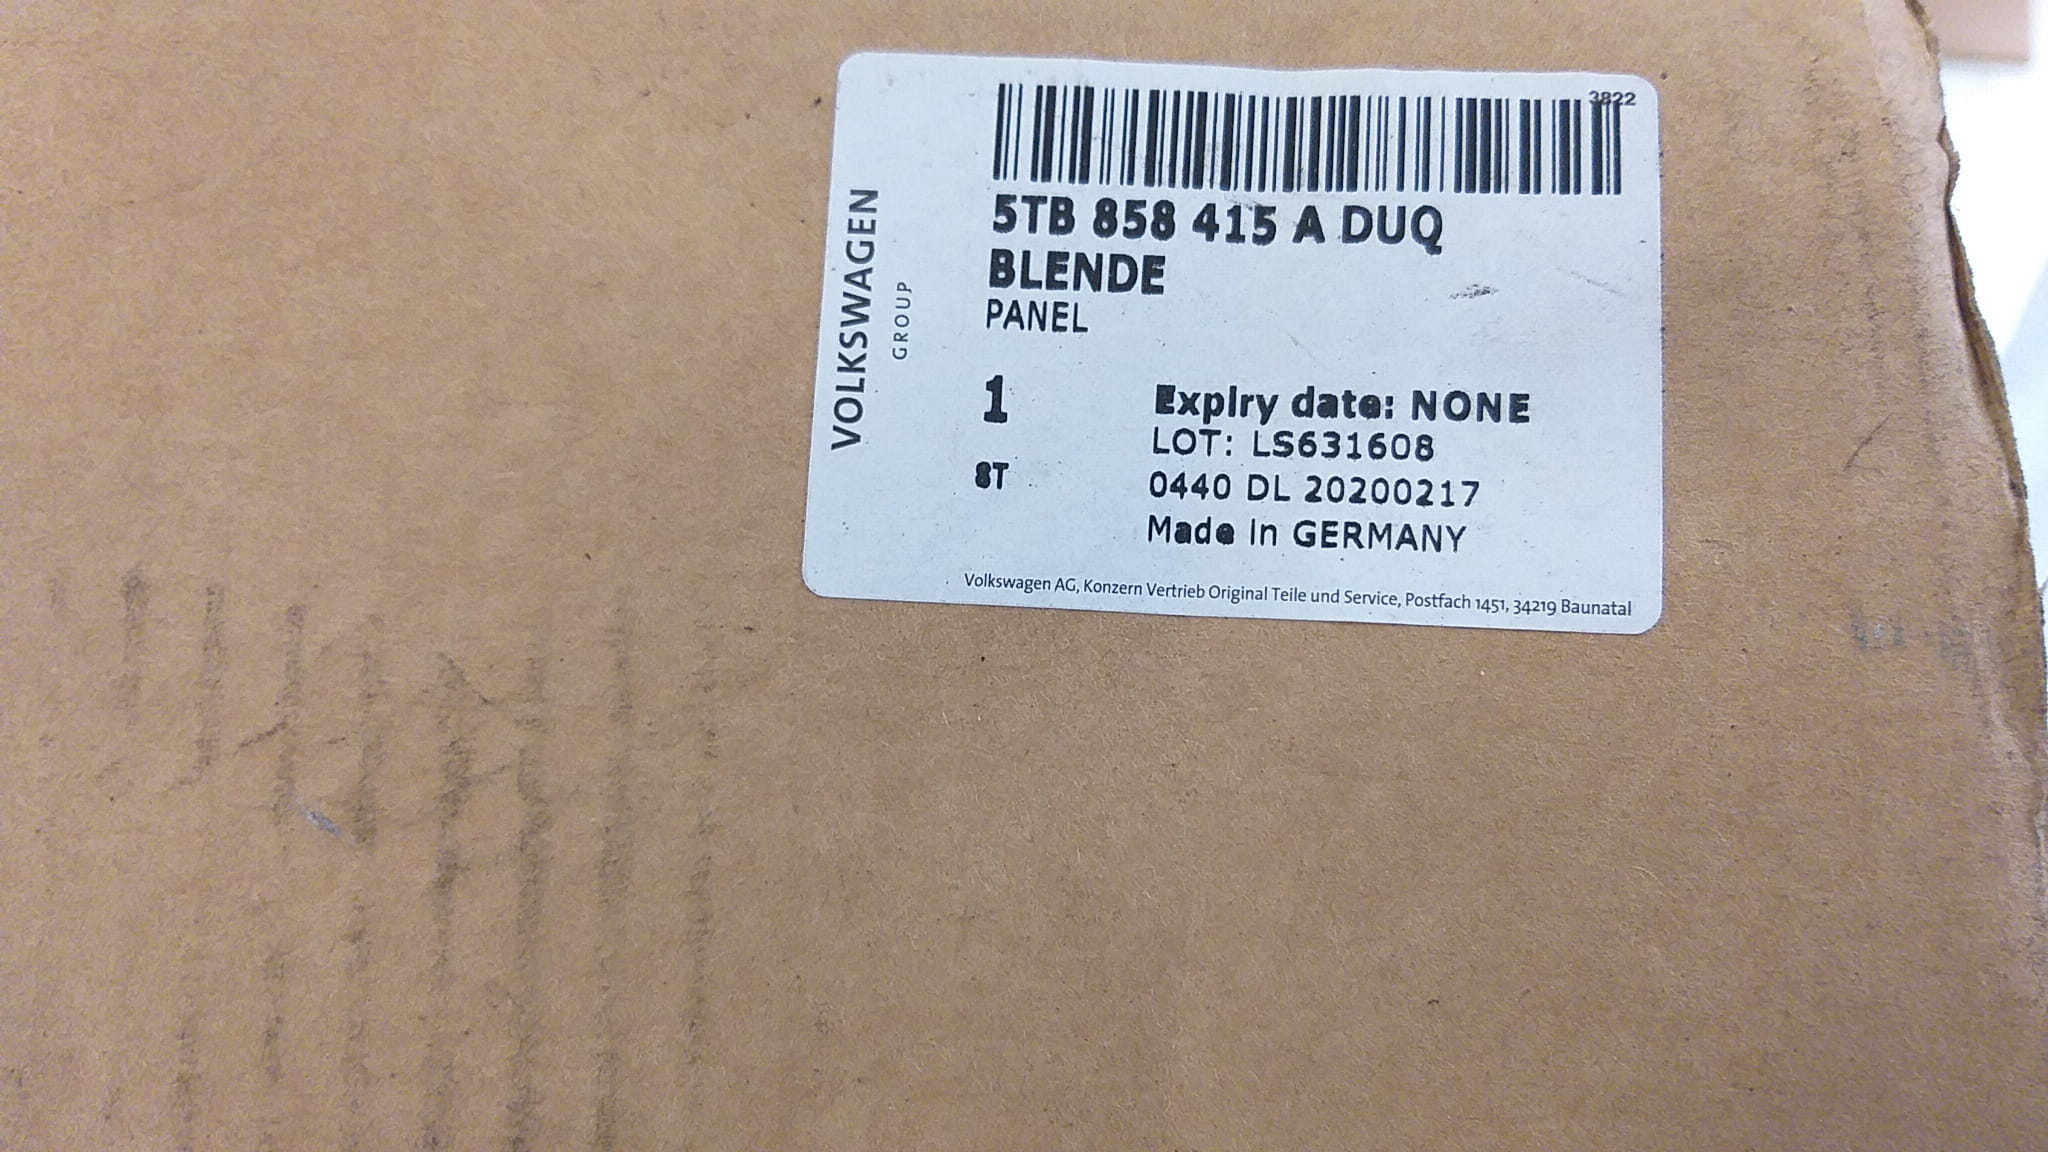 3822
5TB 858 415 A DUQ
BLENDE
PANEL
1
ST
Expiry date: NONE
LOT: LS631608
0440 DL 20200217
Made in GERMANY
Volkswagen AG, Konzern Vertrieb Original Teile und Service, Postfach 1451, 34219 Baunatal
VOLKSWAGEN
GROUP